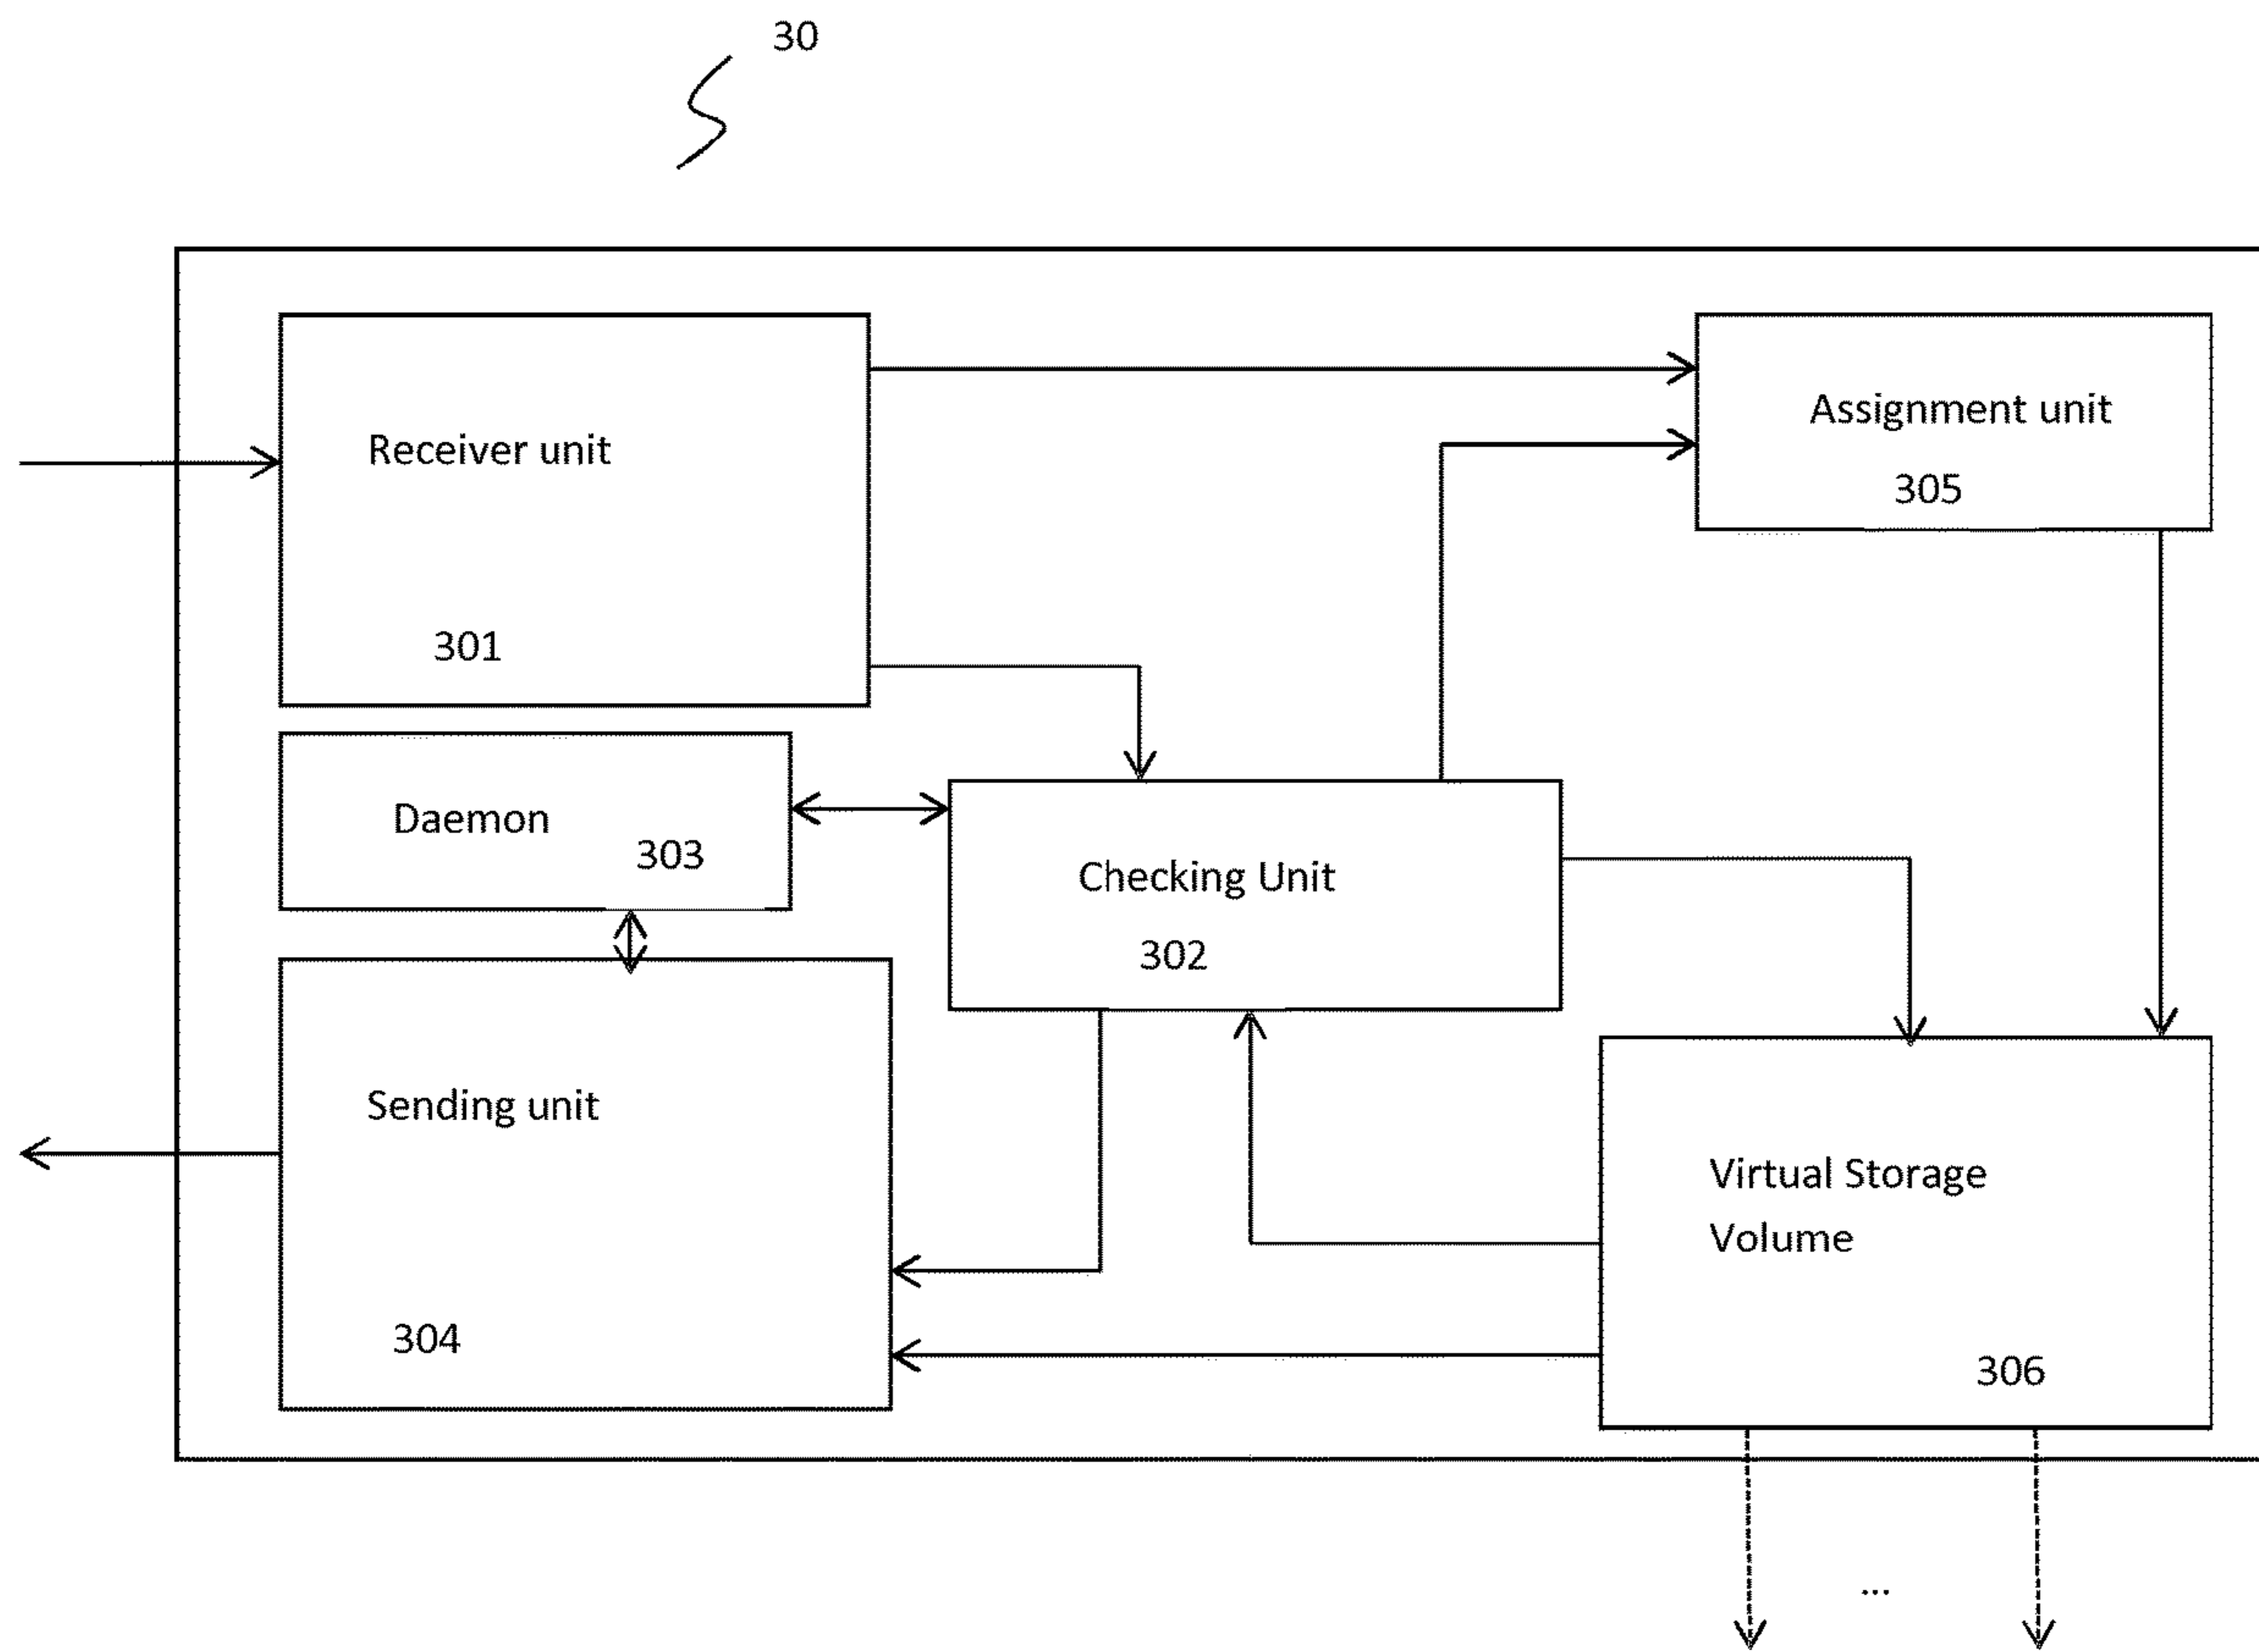 30
Receiver unit
301
Assignment unit
305
Daemon
303
Checking Unit
302
Sending unit
304
Virtual Storage
Volume
306
...